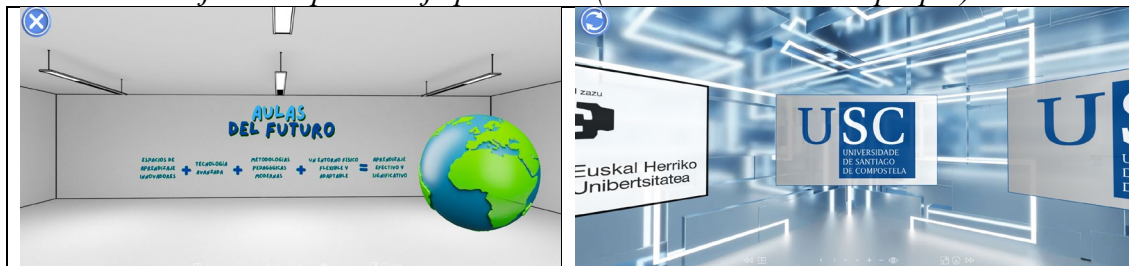 AULAS
DEL FUTURO
ESPACIOS DE
APRENDIZAJE
INNOVADORES
+
TECNOLOGÍA
AVANZADA
+
METODOLOGÍAS
PEDAGÓGICAS
MODERNAS
+
UN ENTORNO FÍSICO
FLEXIBLE Y
ADAPTABLE
=
APRENDIZAJE
EFECTIVO Y
SIGNIFICATIVO
zazu
Euskal Herriko
Unibertsitatea
USC
UNIVERSIDADE
DE SANTIAGO
DE COMPOSTELA
U